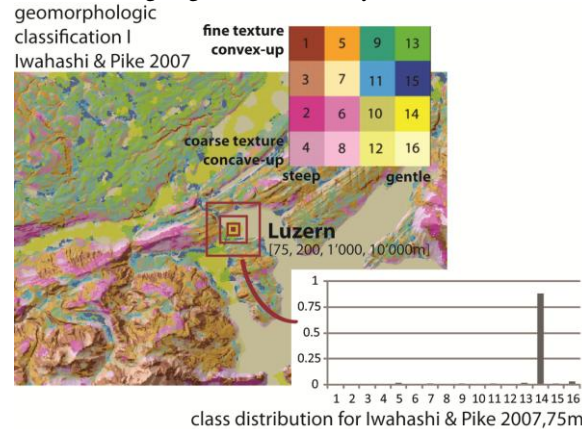 geomorphologic
classification I
Iwahashi & Pike 2007
fine texture
convex-up
1 5 9 13
3 7 11 15
2 6 10 14
4 8 12 16
coarse texture
concave-up
steep gentle
Luzern
[75, 200, 1'000, 10'000m]
1
0.75
0.5
0.25
0
1 2 3 4 5 6 7 8 9 10 11 12 13 14 15 16
class distribution for Iwahashi & Pike 2007,75m